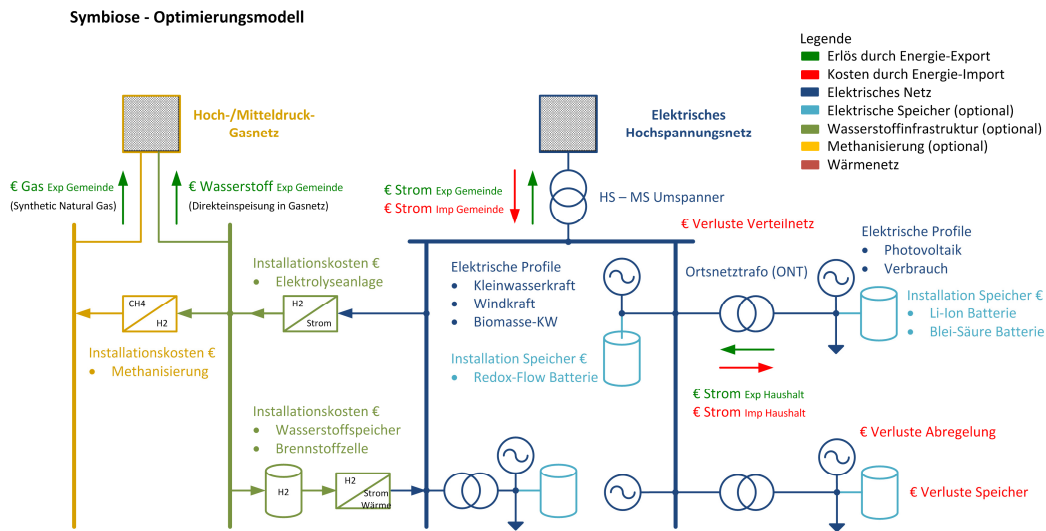 Symbiose - Optimierungsmodell
Legende
Erlös durch Energie-Export
Kosten durch Energie-Import
Elektrisches Netz
Elektrische Speicher (optional)
Wasserstoffinfrastruktur (optional)
Methanisierung (optional)
Wärmenetz
Hoch-/Mitteldruck-
Gasnetz
Elektrisches
Hochspannungsnetz
€ Gas Exp Gemeinde
(Synthetic Natural Gas)
€ Wasserstoff Exp Gemeinde
(Direkteinspeisung in Gasnetz)
€ Strom Exp Gemeinde
€ Strom Imp Gemeinde
HS – MS Umspanner
€ Verluste Verteilnetz
Elektrische Profile
• Photovoltaik
• Verbrauch
Installationskosten €
• Elektrolyseanlage
Elektrische Profile
• Kleinwasserkraft
• Windkraft
• Biomasse-KW
Ortsnetztrafo (ONT)
Installation Speicher €
• Li-Ion Batterie
• Blei-Säure Batterie
CH4
H2
H2
Strom
Installationskosten €
• Methanisierung
Installation Speicher €
• Redox-Flow Batterie
€ Strom Exp Haushalt
€ Strom Imp Haushalt
Installationskosten €
• Wasserstoffspeicher
• Brennstoffzelle
€ Verluste Abregelung
H2
H2
Strom
Wärme
€ Verluste Speicher